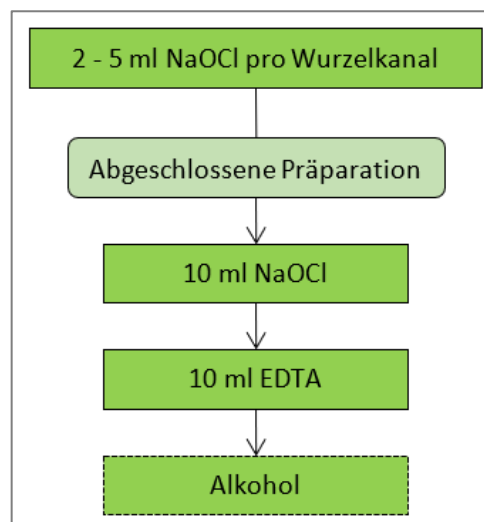 2 - 5 ml NaOCl pro Wurzelkanal
Abgeschlossene Präparation
10 ml NaOCl
10 ml EDTA
Alkohol